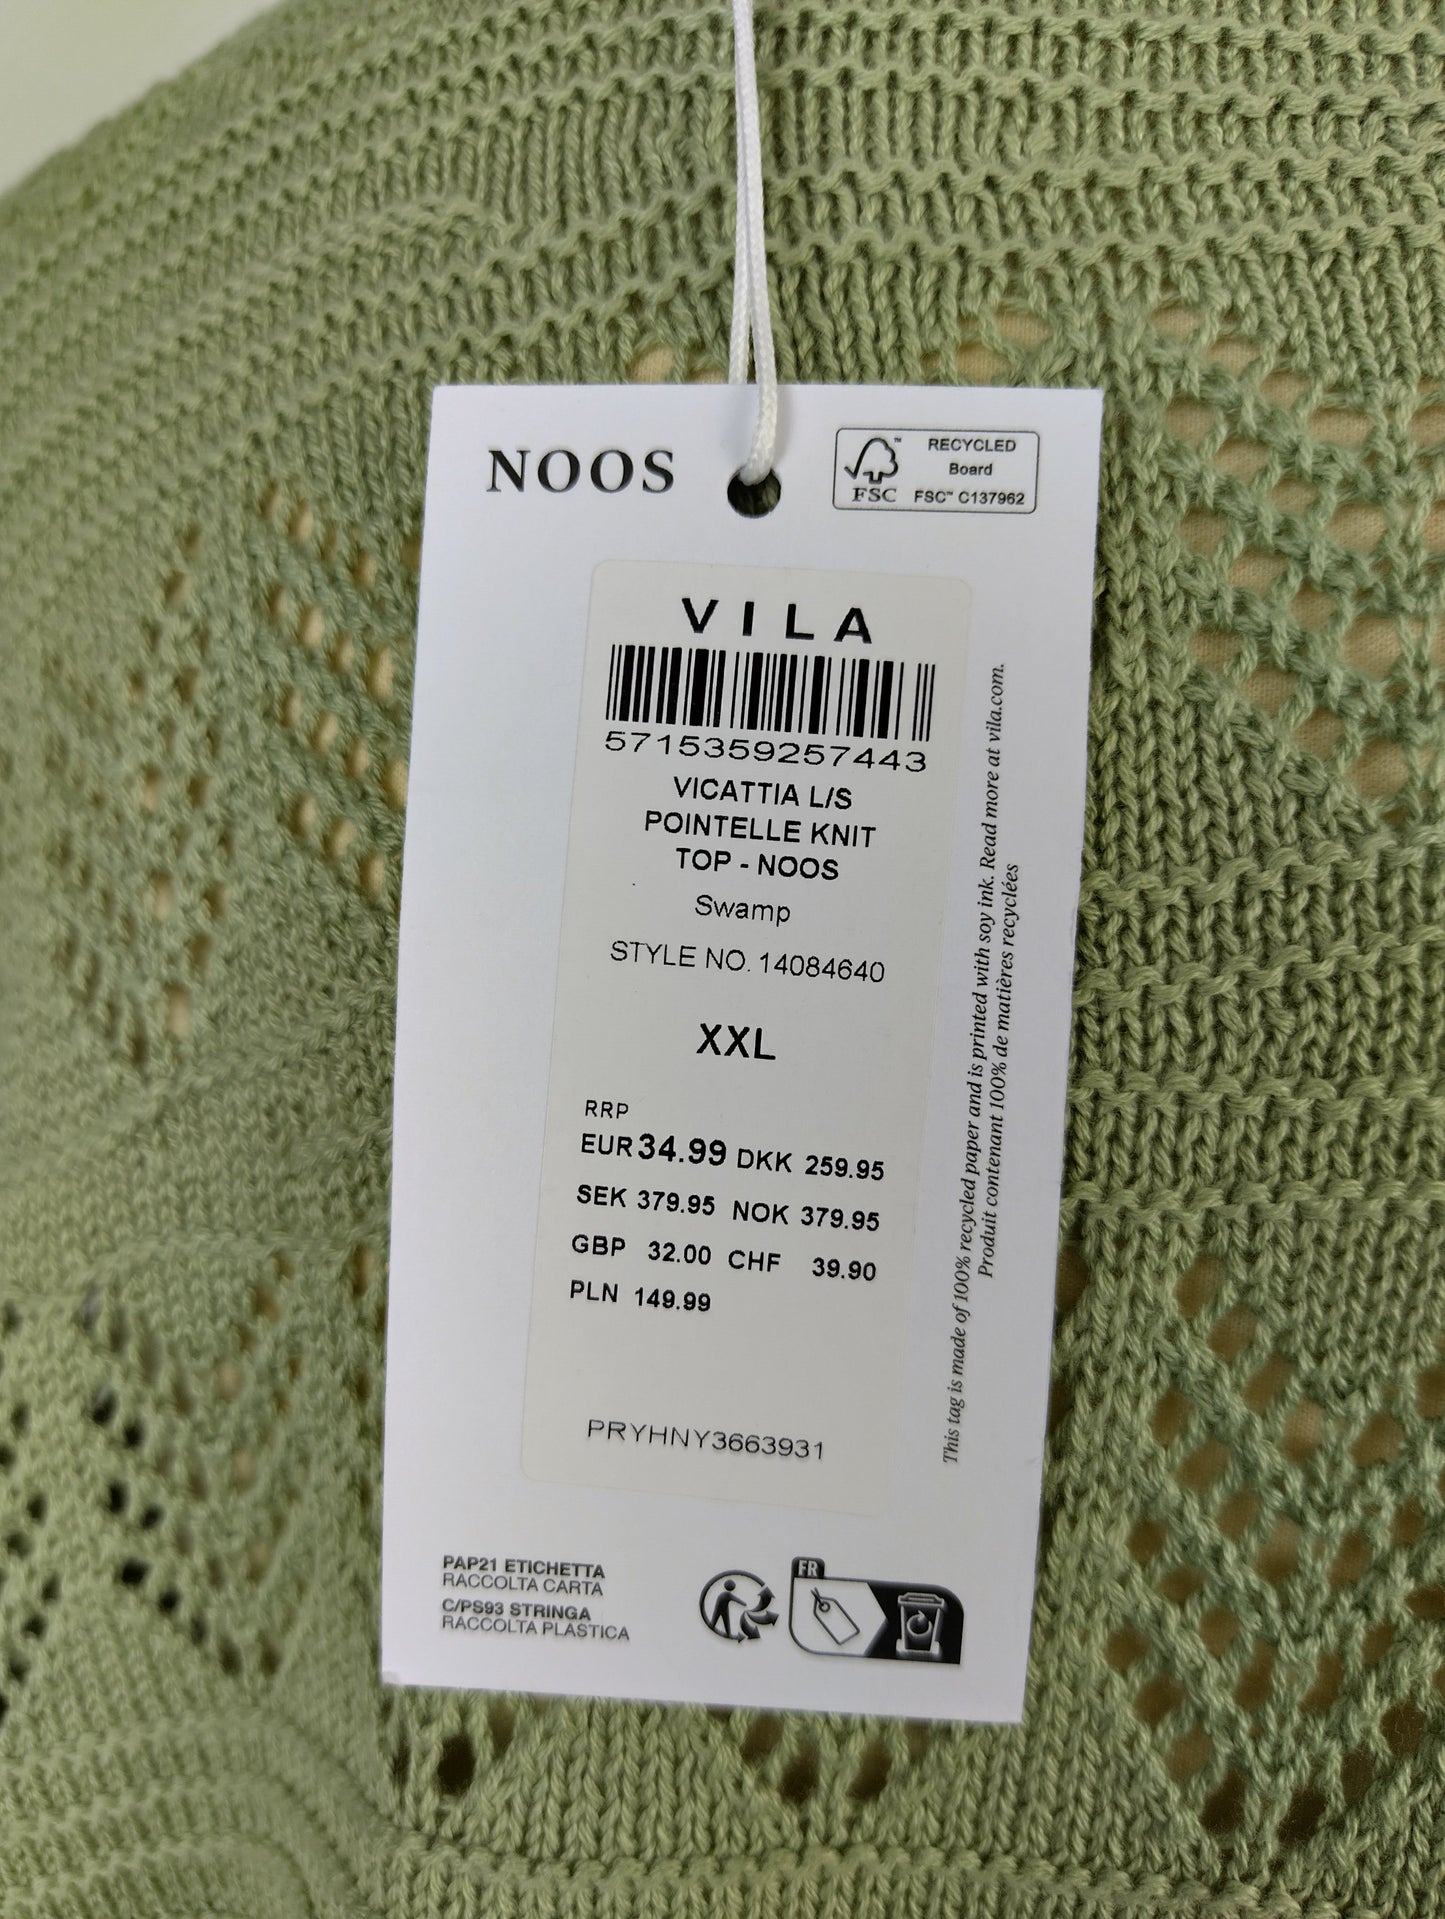 NOOS
RECYCLED
Board
FSC™ C137962
FSC
VILA
5715359257443
VICATTIA L/S
POINTELLE KNIT
TOP - NOOS
Swamp
STYLE NO. 14084640
XXL
RRP
EUR 34.99 DKK 259.95
SEK 379.95 NOK 379.95
GBP 32.00 CHF 39.90
PLN 149.99
PRYHNY3663931
This tag is made of 100% recycled paper and is printed with soy ink. Read more at vila.com.
Produit contenant 100% de matières recyclées
PAP21 ETICHETTA
RACCOLTA CARTA
C/PS93 STRINGA
RACCOLTA PLASTICA
FR